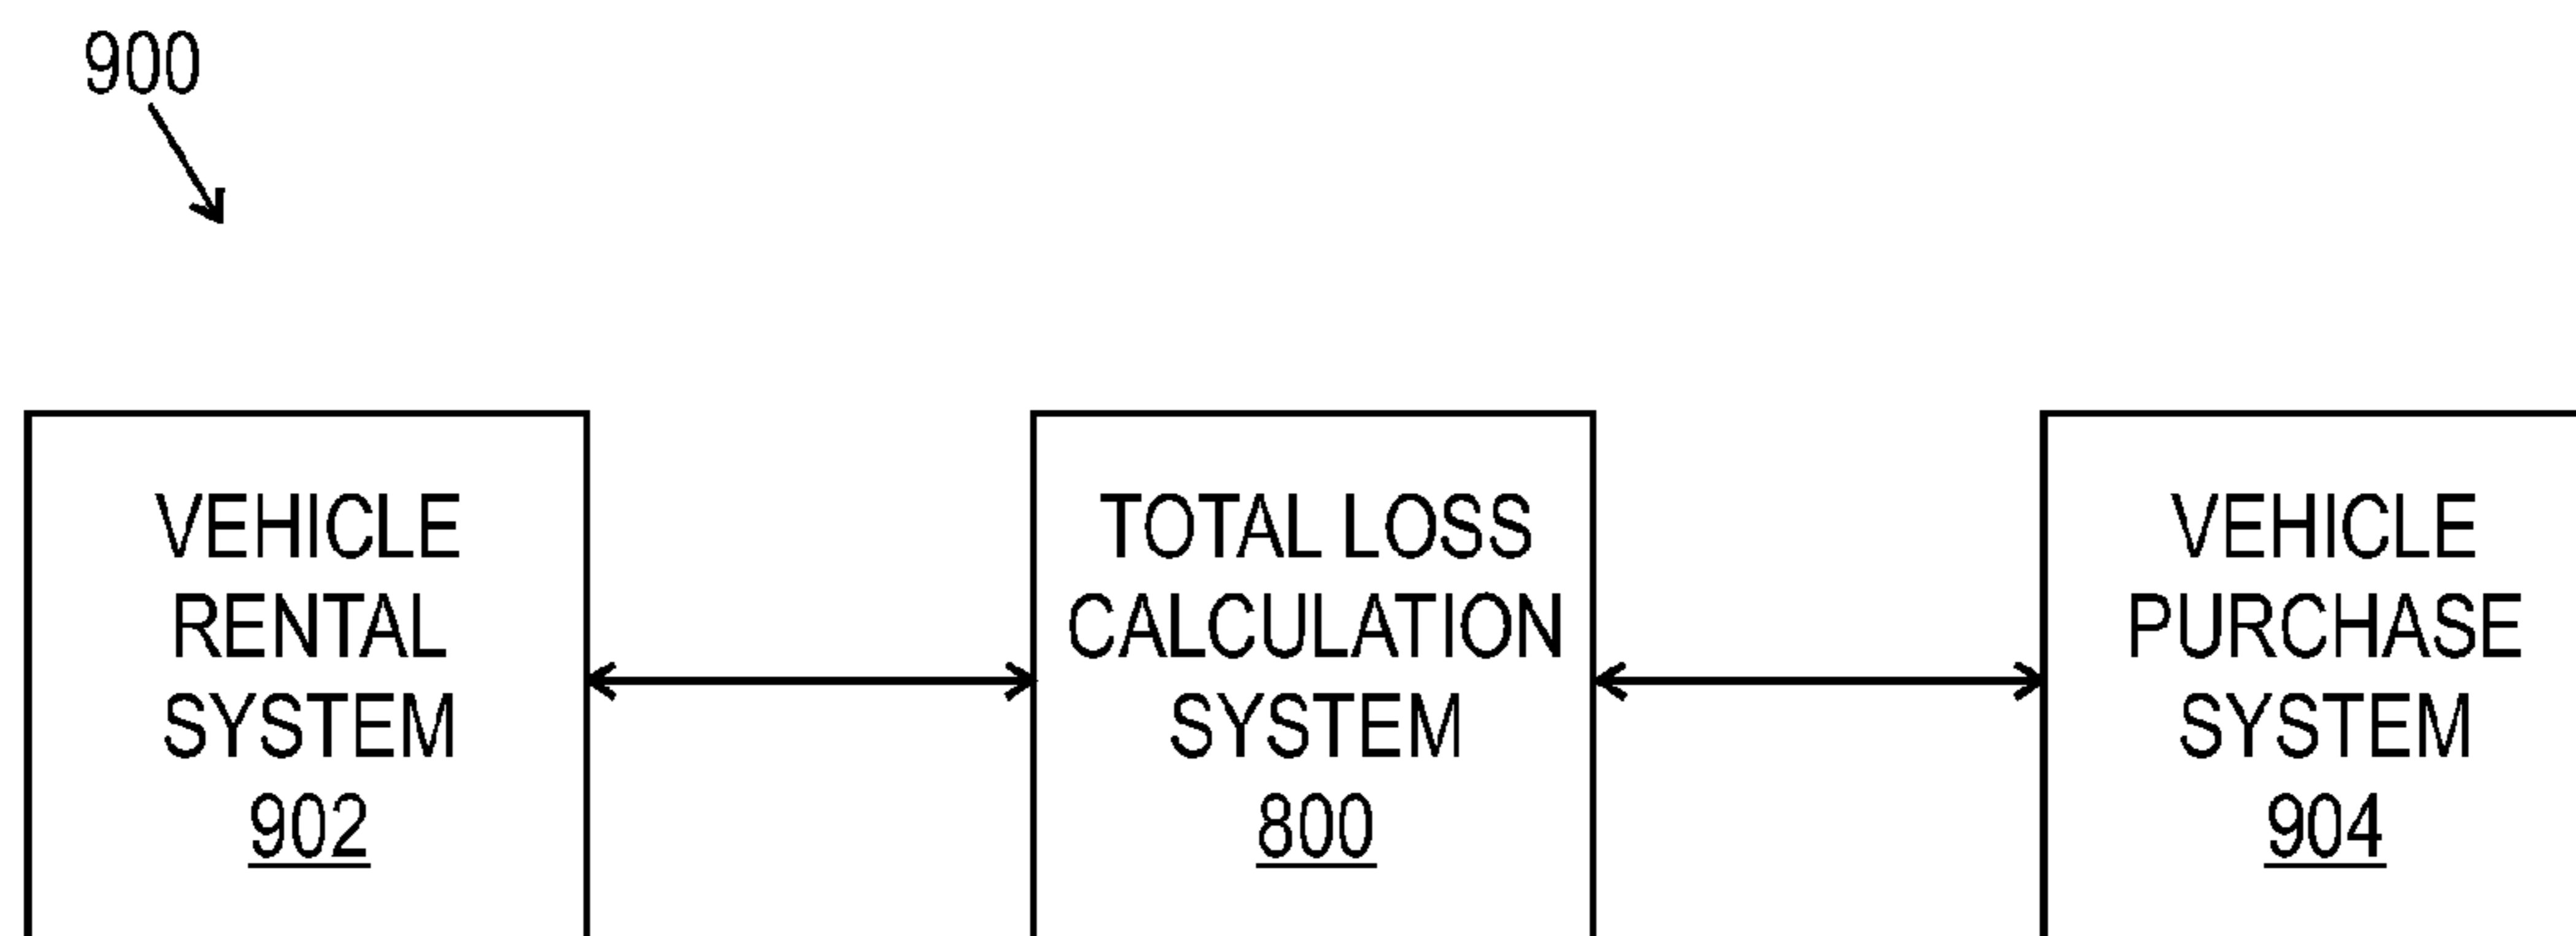 900
VEHICLE
RENTAL
SYSTEM
902
TOTAL LOSS
CALCULATION
SYSTEM
800
VEHICLE
PURCHASE
SYSTEM
904